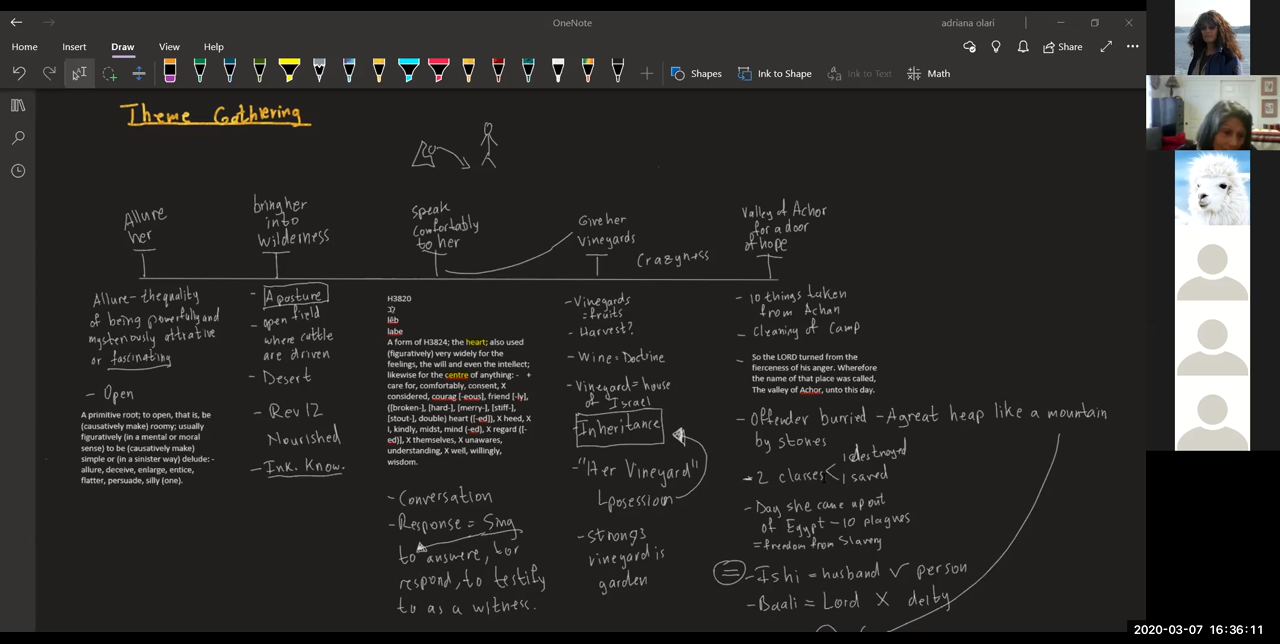 OneNote
adriana olari
Home Insert Draw View Help
Share
Shapes Ink to Shape Ink to Text Math
Theme Gathering
Allure
her
bring her
into
wilderness
Speak
comfortably
to her
Give her
Vineyards
Crazyness
Valley of Achor
for a door
of hope
Allure - the quality
of being powerfully and
mysteriously attrative
or fascinating
- Open
A primitive root; to open, that is, be
(causatively make) roomy; usually
figuratively (in a mental or moral
sense) to be (causatively make)
simple or (in a sinister way) delude: -
allure, deceive, enlarge, entice,
flatter, persuade, silly (one).
- A posture
- open field
where cattle
are driven
- Desert
- Rev 12
Nourished
- Ink. Know.
H3820
לב
lêb
labe
A form of H3824; the heart; also used
(figuratively) very widely for the
feelings, the will and even the intellect;
likewise for the centre of anything: - +
care for, comfortably, consent, X
considered, courag [-eous], friend [-ly],
([broken-], [hard-], [merry-], [stiff-],
[stout-], double) heart ([-ed]), X heed, X
I, kindly, midst, mind (-ed), X regard ([-
ed)], X themselves, X unawares,
understanding, X well, willingly,
wisdom.
- Conversation
- Response = Sing
to answere, to
respond, to testify
to as a witness.
- Vineyards
= fruits
- Harvest?
- Wine = Doctrine
- Vineyard = house
of Israel
- Inheritance
- "Her Vineyard"
possession
- Strongs
vineyard is
garden
- 10 things taken
from Achan
- Cleaning of Camp
- So the LORD turned from the
fierceness of his anger. Wherefore
the name of that place was called,
The valley of Achor, unto this day.
- Offender burried - A great heap like a mountain
by stones
- 2 classes < 1 destroyed
1 saved
- Day she came up out
of Egypt - 10 plagues
= freedom from Slavery
= - Ishi = husband ✓ person
- Baali = Lord X deity
2020-03-07 16:36:11